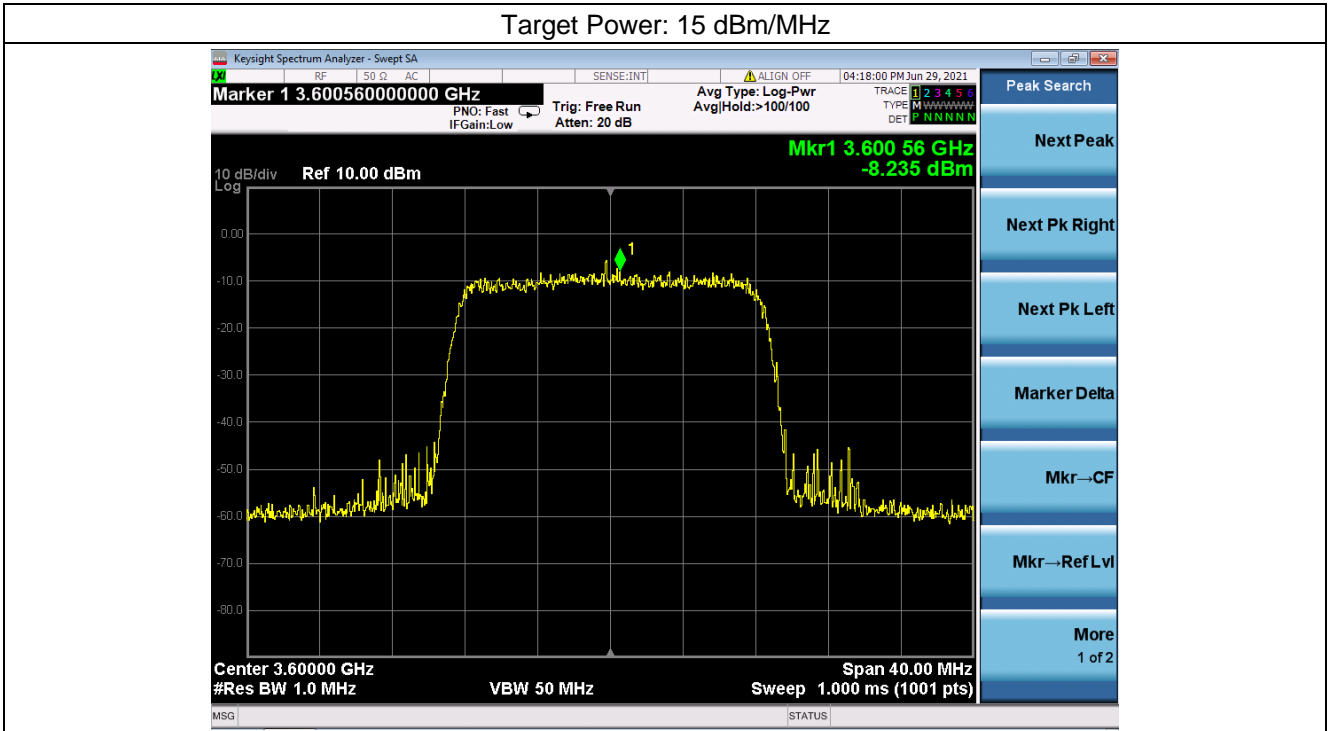 Target Power: 15 dBm/MHz
Keysight Spectrum Analyzer - Swept SA
LXI RF 50 Ω AC SENSE:INT ALIGN OFF 04:18:00 PM Jun 29, 2021
Marker 1 3.600560000000 GHz
PNO: Fast
IFGain:Low
Trig: Free Run
Atten: 20 dB
Avg Type: Log-Pwr
Avg|Hold:>100/100
TRACE 1 2 3 4 5 6
TYPE M WWWWW
DET P N N N N N
Mkr1 3.600 56 GHz
-8.235 dBm
10 dB/div
Log
Ref 10.00 dBm
1
0.00
-10.0
-20.0
-30.0
-40.0
-50.0
-60.0
-70.0
-80.0
Center 3.60000 GHz
Span 40.00 MHz
#Res BW 1.0 MHz
VBW 50 MHz
Sweep 1.000 ms (1001 pts)
MSG
STATUS
Peak Search
Next Peak
Next Pk Right
Next Pk Left
Marker Delta
Mkr→CF
Mkr→Ref Lvl
More
1 of 2